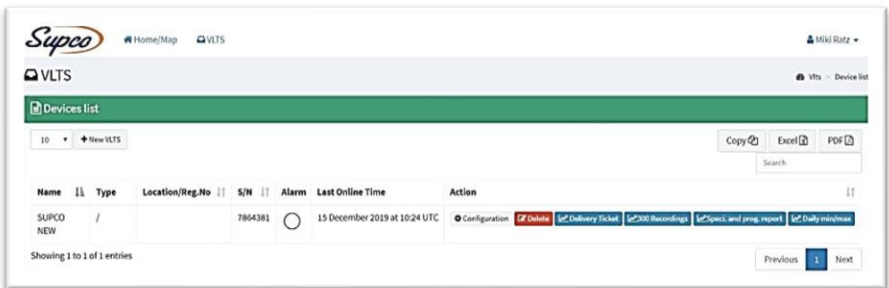 Supco Home/Map VLTS Miki Ratz
VLTS Vlts Device list
Devices list
10 +New VLTS Copy Excel PDF
Search
Name Type Location/Reg.No S/N Alarm Last Online Time Action
SUPCO NEW / 7864381 15 December 2019 at 10:24 UTC Configuration Delete Delivery Ticket 300 Recordings Speci. and prog. report Daily min/max
Showing 1 to 1 of 1 entries Previous 1 Next